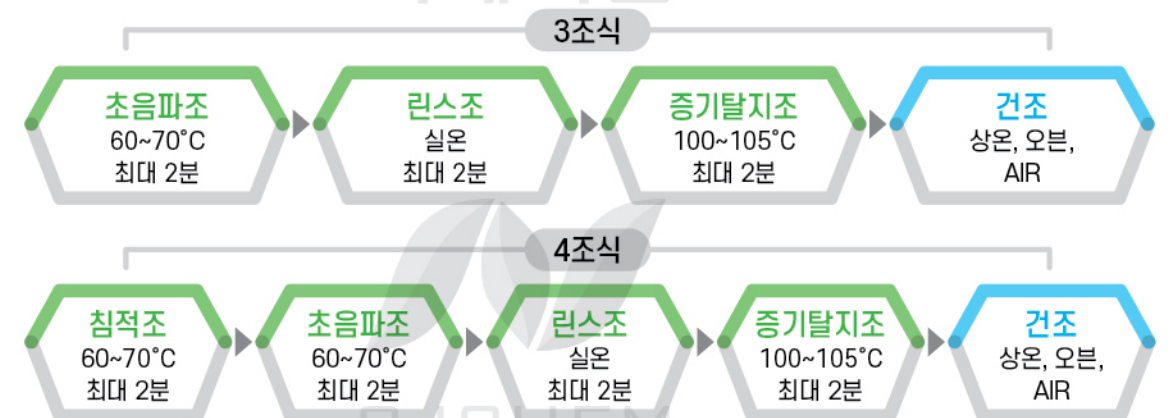 3조식
초음파조
60~70°C
최대 2분
린스조
실온
최대 2분
증기탈지조
100~105°C
최대 2분
건조
상온, 오븐,
AIR
4조식
침적조
60~70°C
최대 2분
초음파조
60~70°C
최대 2분
린스조
실온
최대 2분
증기탈지조
100~105°C
최대 2분
건조
상온, 오븐,
AIR